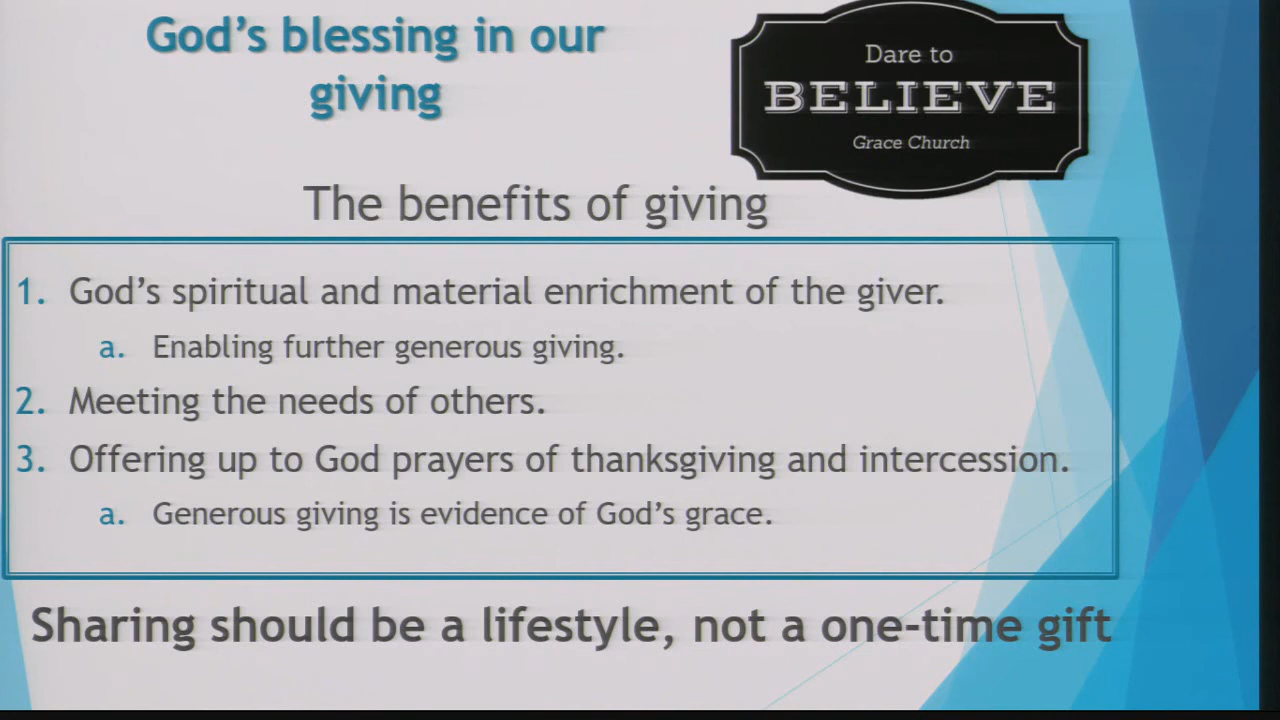 God's blessing in our
giving
Dare to
BELIEVE
Grace Church
The benefits of giving
1. God's spiritual and material enrichment of the giver.
a. Enabling further generous giving.
2. Meeting the needs of others.
3. Offering up to God prayers of thanksgiving and intercession.
a. Generous giving is evidence of God's grace.
Sharing should be a lifestyle, not a one-time gift